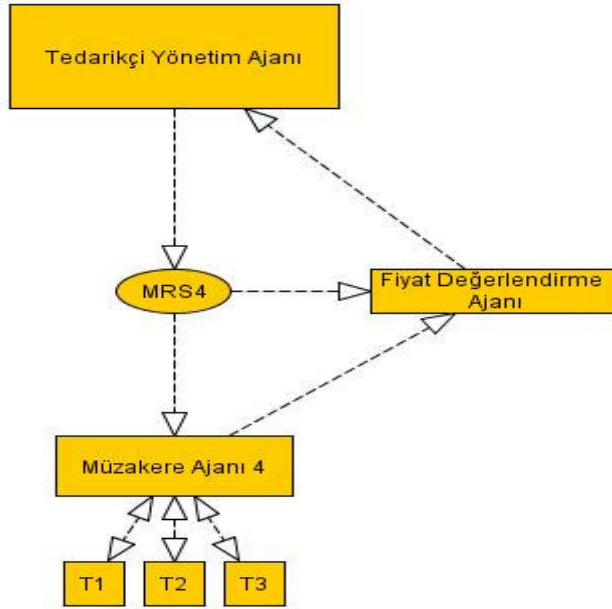 Tedarikçi Yönetim Ajanı
MRS4
Fiyat Değerlendirme
Ajanı
Müzakere Ajanı 4
T1
T2
T3